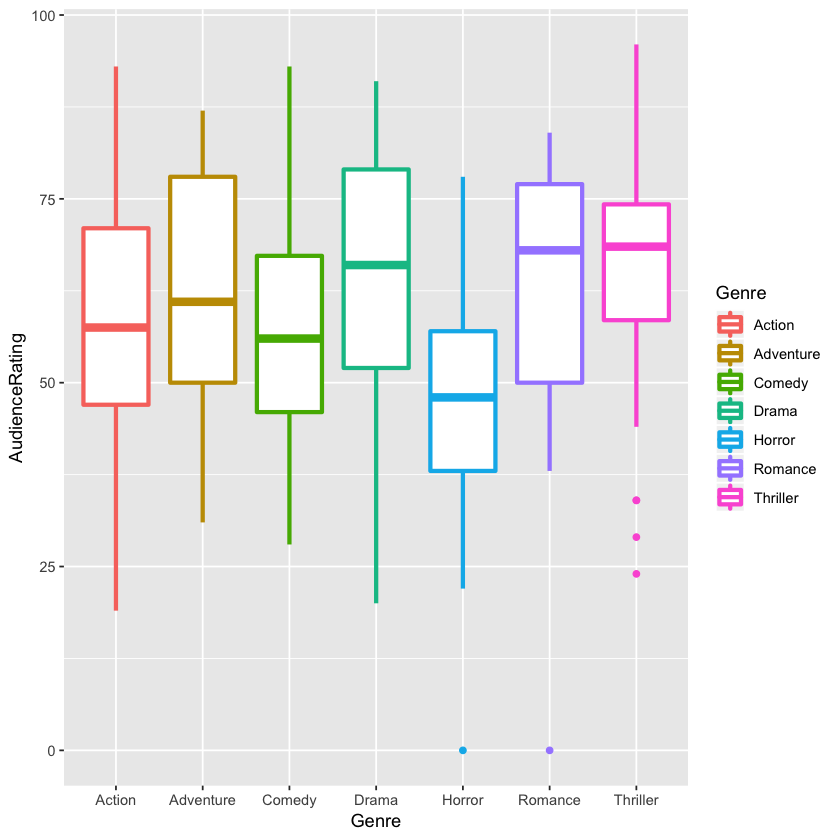 100
75
50
25
0
AudienceRating
Action
Adventure
Comedy
Drama
Horror
Romance
Thriller
Genre
Genre
Action
Adventure
Comedy
Drama
Horror
Romance
Thriller